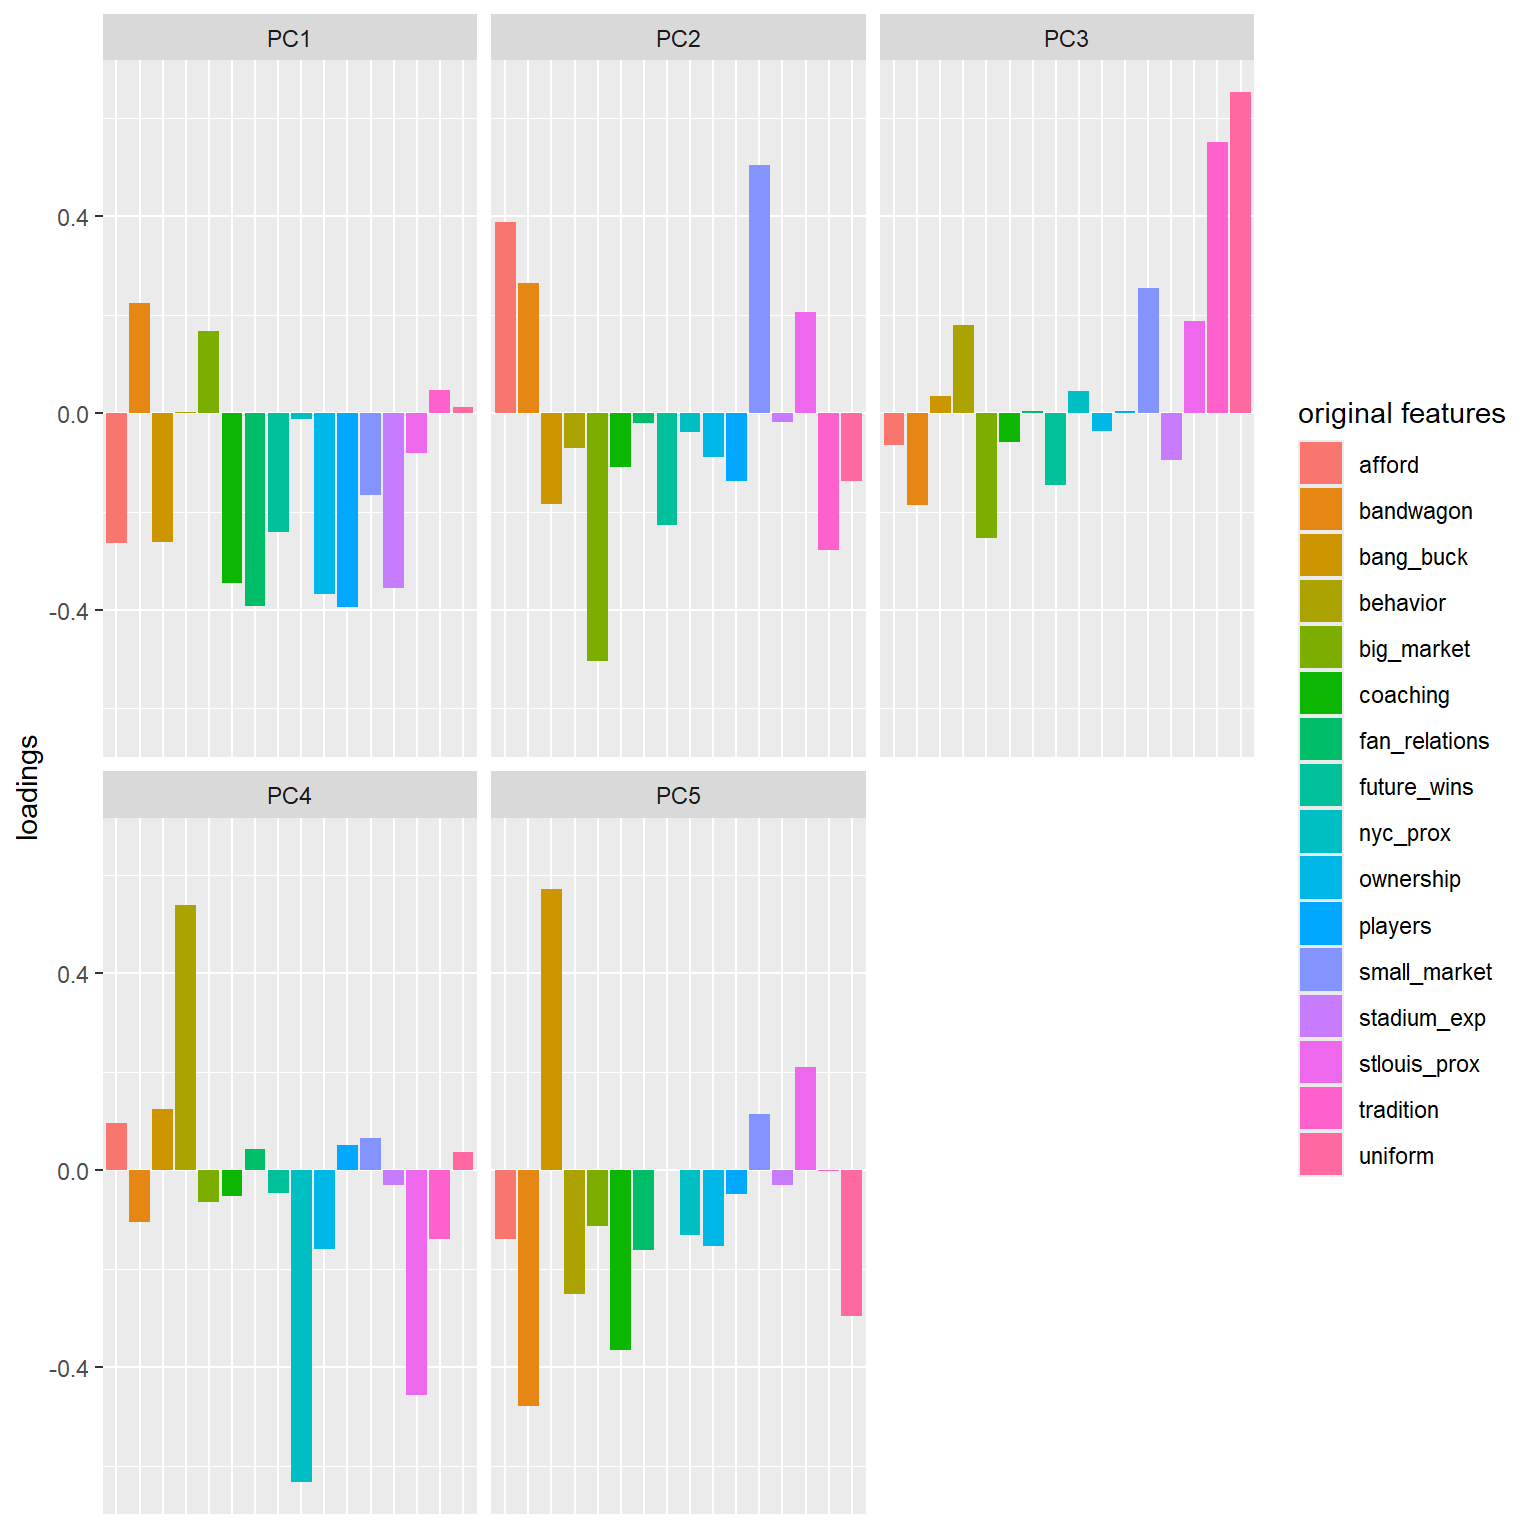 PC1
PC2
PC3
0.4
0.0
-0.4
PC4
PC5
0.4
0.0
-0.4
loadings
original features
afford
bandwagon
bang_buck
behavior
big_market
coaching
fan_relations
future_wins
nyc_prox
ownership
players
small_market
stadium_exp
stlouis_prox
tradition
uniform